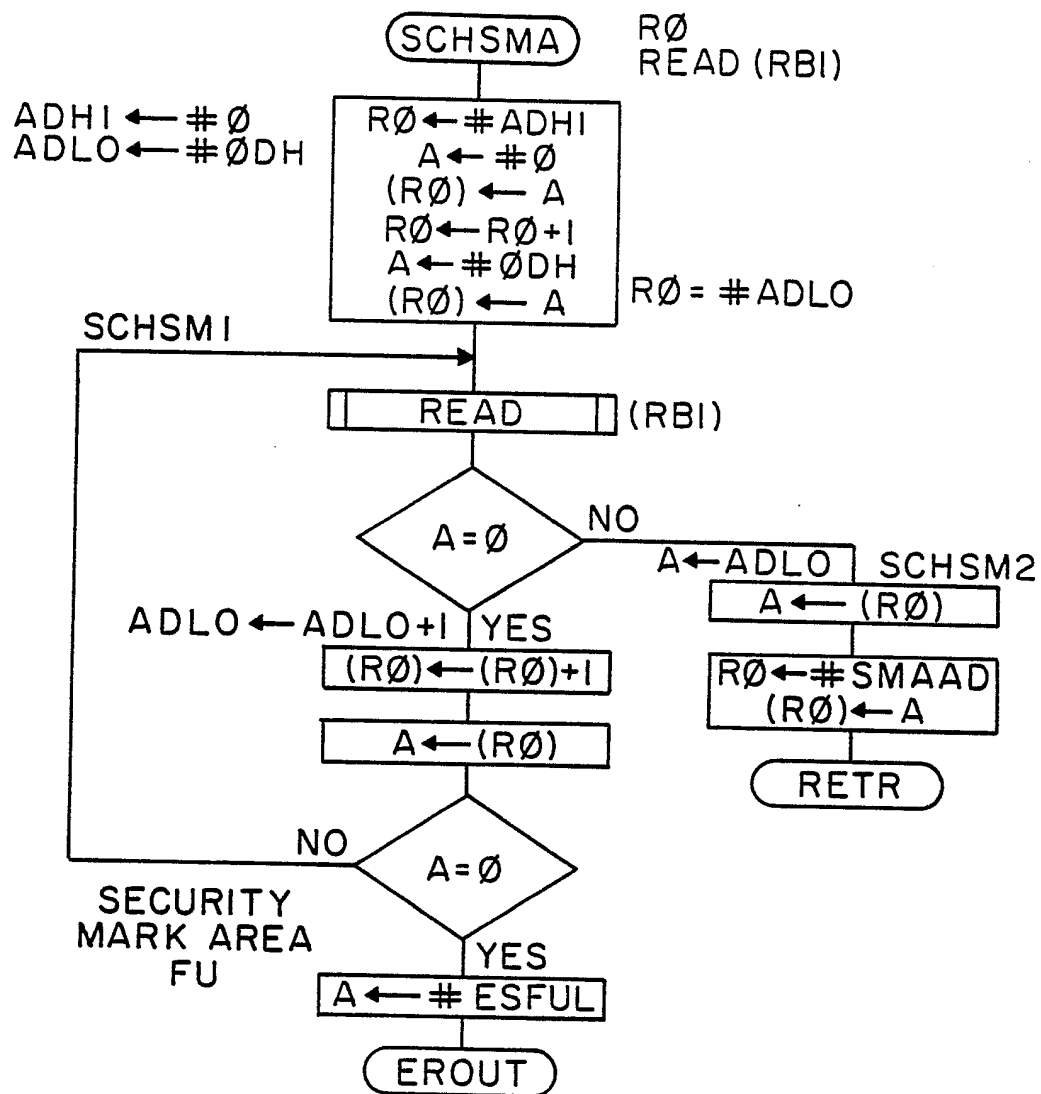 SCHSMA
RØ
READ (RBI)
ADHI ← #Ø
ADLO ← #ØDH
RØ ← #ADHI
A ← #Ø
(RØ) ← A
RØ ← RØ+1
A ← #ØDH
(RØ) ← A
RØ = #ADLO
SCHSM1
READ
(RBI)
A=Ø
NO
A ← ADLO
SCHSM2
A ← (RØ)
RØ ← #SMAAD
(RØ) ← A
RETR
ADLO ← ADLO+1
YES
(RØ) ← (RØ)+1
A ← (RØ)
A=Ø
NO
SECURITY
MARK AREA
FU
YES
A ← #ESFUL
EROUT